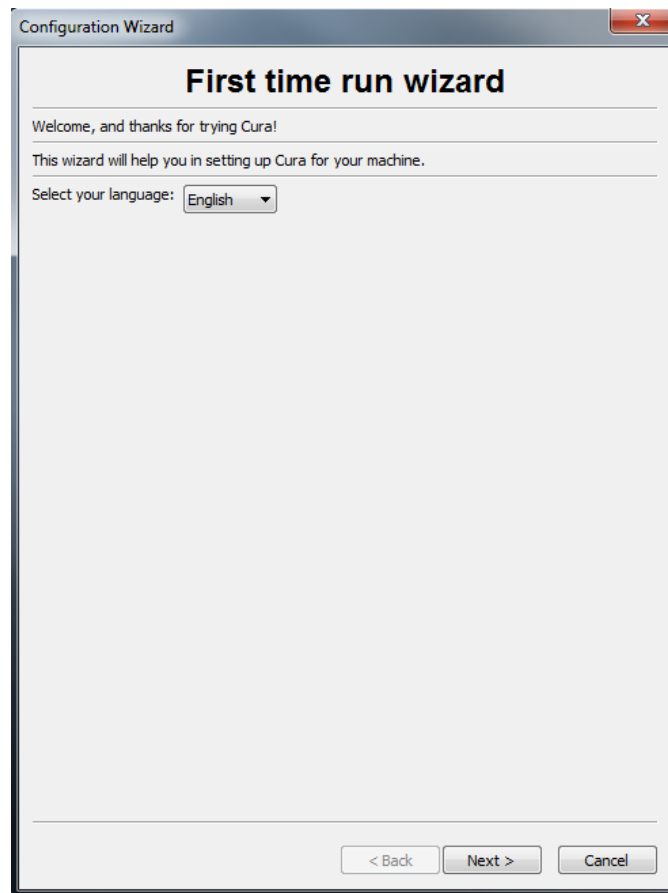 Configuration Wizard
First time run wizard
Welcome, and thanks for trying Cura!
This wizard will help you in setting up Cura for your machine.
Select your language: English
< Back Next > Cancel